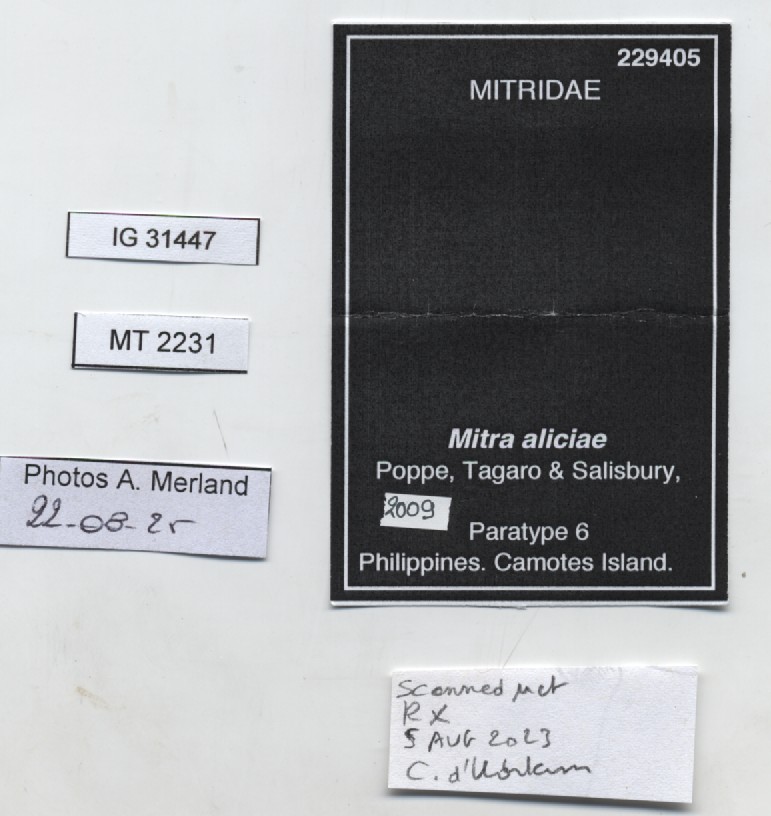 229405
MITRIDAE
IG 31447
MT 2231
Mitra aliciae
Poppe, Tagaro & Salisbury,
2009
Paratype 6
Philippines. Camotes Island.
Photos A. Merland
22-08-25
Scanned met
RX
5 AUG 2023
C.